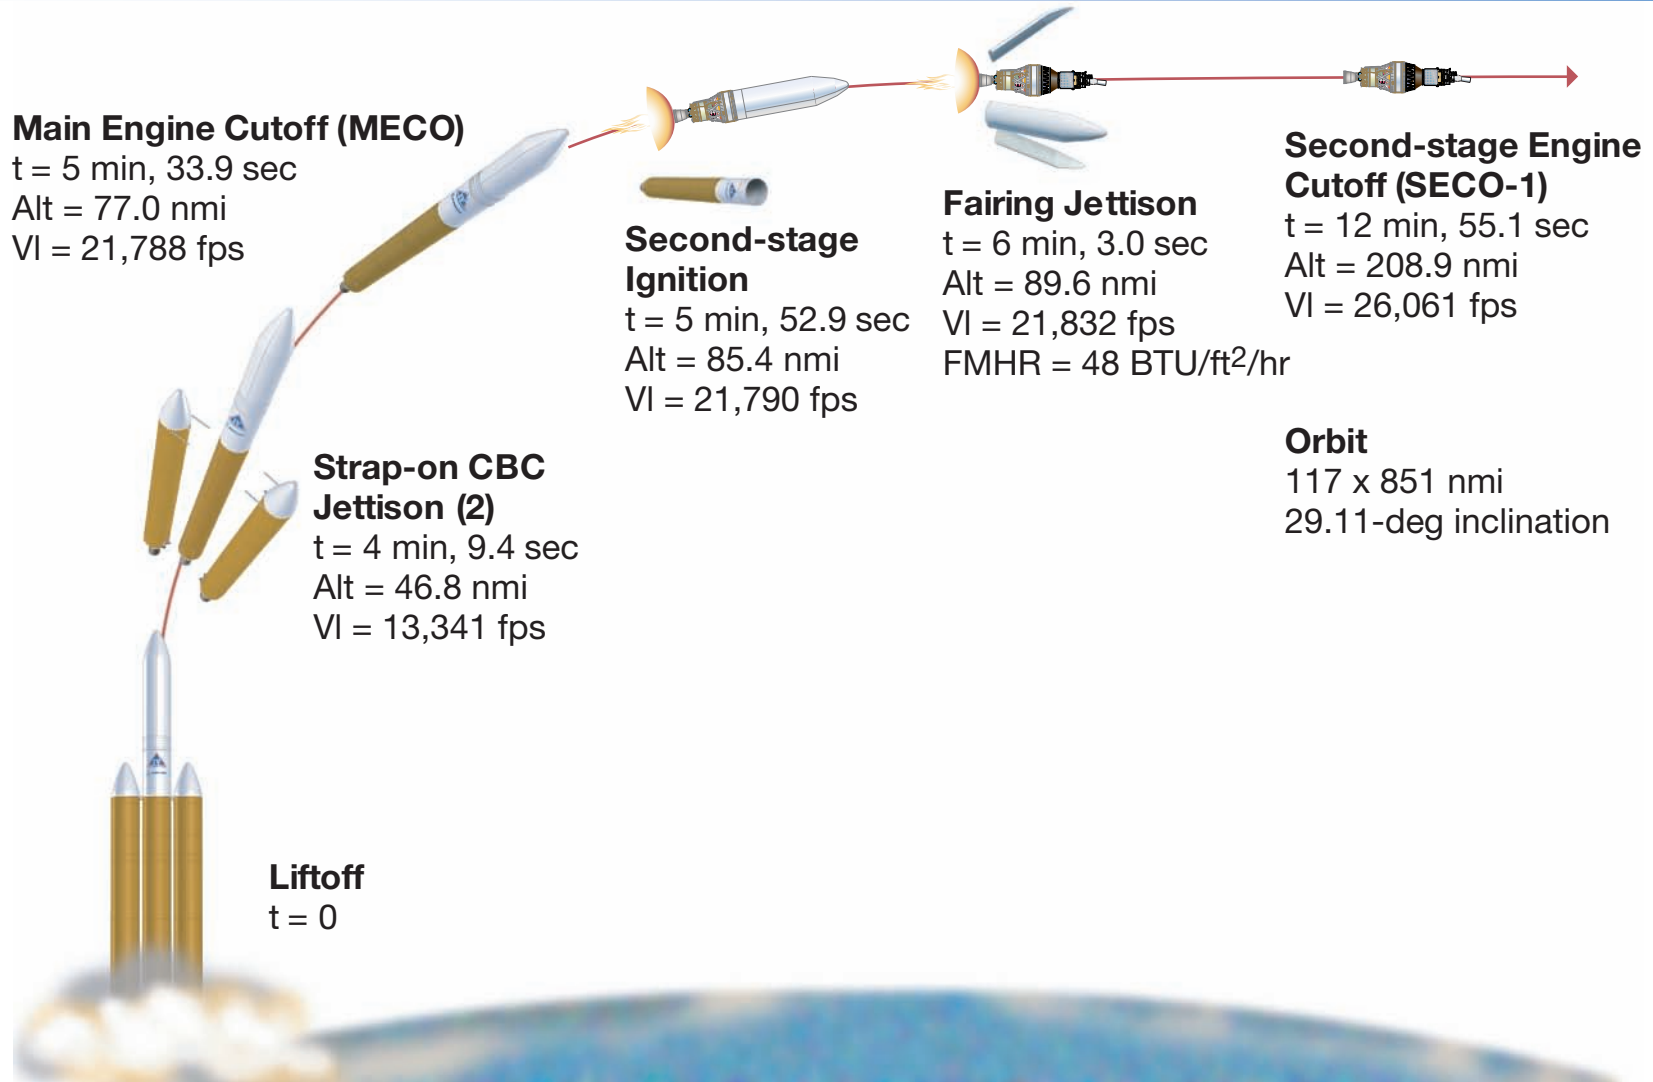 Main Engine Cutoff (MECO)
t = 5 min, 33.9 sec
Alt = 77.0 nmi
Vl = 21,788 fps
Second-stage
Ignition
t = 5 min, 52.9 sec
Alt = 85.4 nmi
Vl = 21,790 fps
Fairing Jettison
t = 6 min, 3.0 sec
Alt = 89.6 nmi
Vl = 21,832 fps
FMHR = 48 BTU/ft²/hr
Second-stage Engine
Cutoff (SECO-1)
t = 12 min, 55.1 sec
Alt = 208.9 nmi
Vl = 26,061 fps
Orbit
117 x 851 nmi
29.11-deg inclination
Strap-on CBC
Jettison (2)
t = 4 min, 9.4 sec
Alt = 46.8 nmi
Vl = 13,341 fps
Liftoff
t = 0